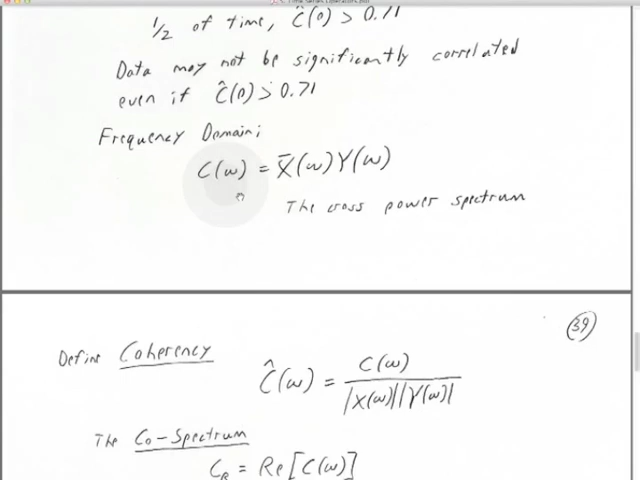 1/2 of time, Ĉ(0) > 0.71
Data may not be significantly correlated
even if Ĉ(0) > 0.71
Frequency Domain:
C(ω) = X̄(ω)Y(ω)
The cross power spectrum
39
Define Coherency
Ĉ(ω) = C(ω) / |X(ω)||Y(ω)|
The Co-Spectrum
C_R = Re[C(ω)]